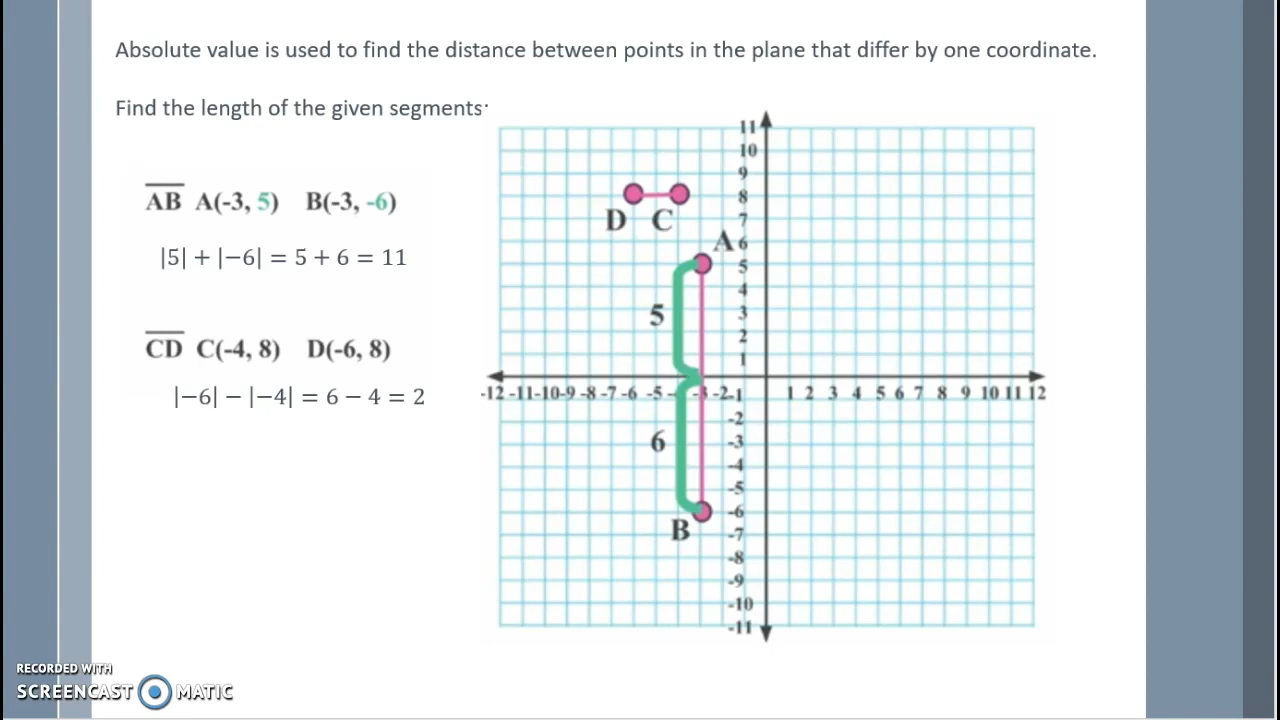 Absolute value is used to find the distance between points in the plane that differ by one coordinate.
Find the length of the given segments.
AB A(-3, 5) B(-3, -6)
|5| + |−6| = 5 + 6 = 11
CD C(-4, 8) D(-6, 8)
|−6| − |−4| = 6 − 4 = 2
11
10
9
8
D C 7
A 6
5
4
5 3
2
1
-12 -11 -10 -9 -8 -7 -6 -5 - -3 -2 -1 1 2 3 4 5 6 7 8 9 10 11 12
-2
6 -3
-4
-5
-6
B -7
-8
-9
-10
-11
RECORDED WITH
SCREENCAST MATIC